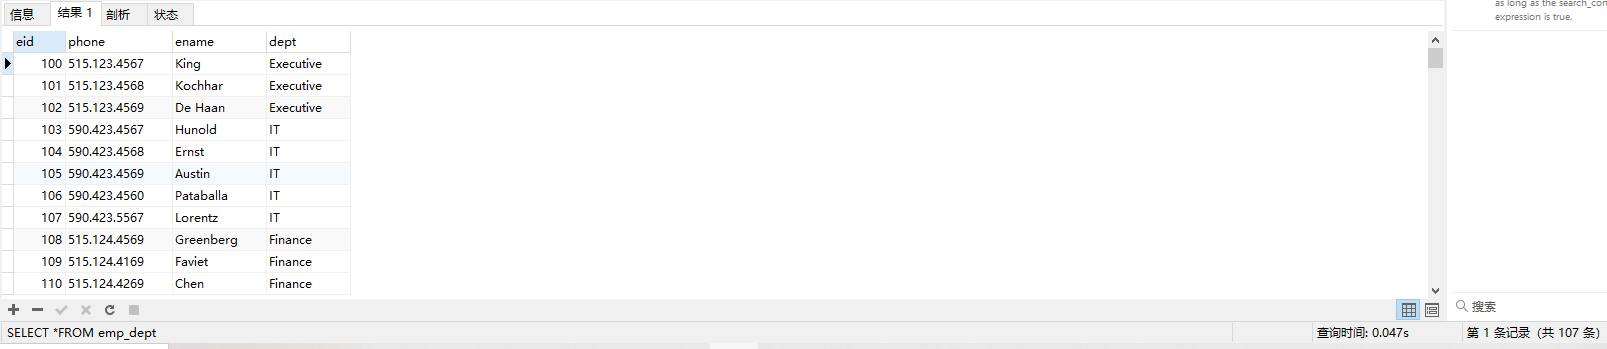 as long as the search_con
expression is true.
信息 结果 1 剖析 状态
eid phone ename dept
100 515.123.4567 King Executive
101 515.123.4568 Kochhar Executive
102 515.123.4569 De Haan Executive
103 590.423.4567 Hunold IT
104 590.423.4568 Ernst IT
105 590.423.4569 Austin IT
106 590.423.4560 Pataballa IT
107 590.423.5567 Lorentz IT
108 515.124.4569 Greenberg Finance
109 515.124.4169 Faviet Finance
110 515.124.4269 Chen Finance
搜索
SELECT *FROM emp_dept 查询时间: 0.047s 第 1 条记录 (共 107 条)